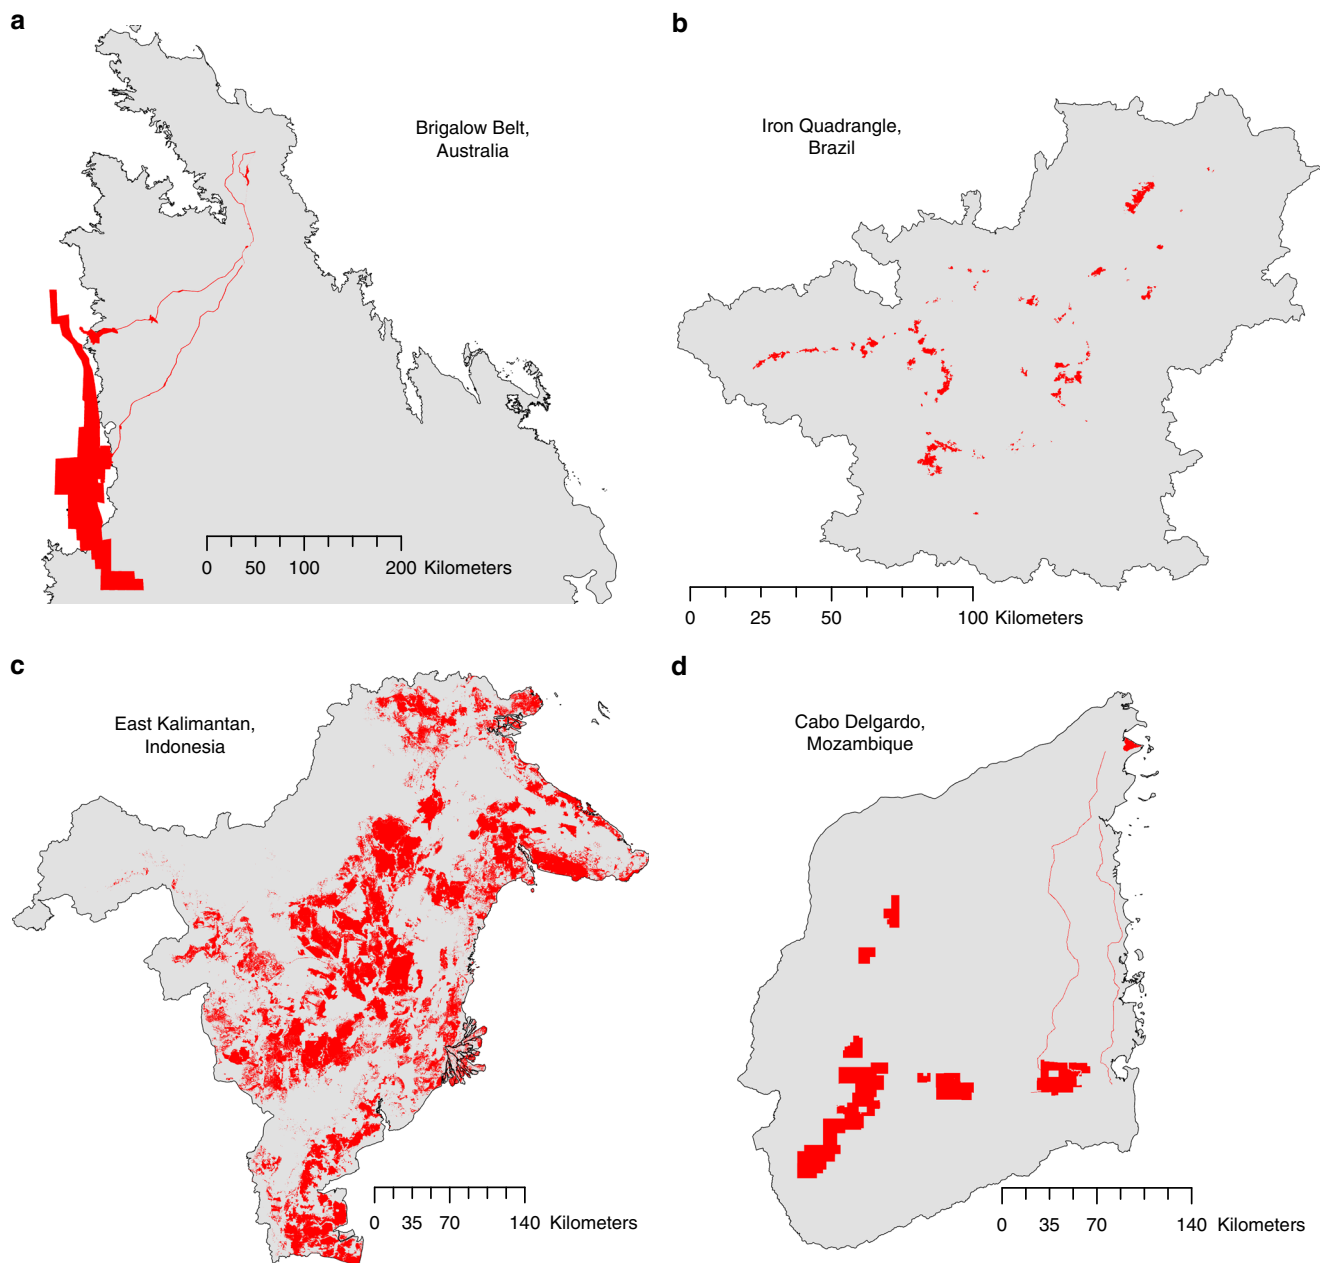 a
Brigalow Belt,
Australia
0 50 100 200 Kilometers
b
Iron Quadrangle,
Brazil
0 25 50 100 Kilometers
c
East Kalimantan,
Indonesia
0 35 70 140 Kilometers
d
Cabo Delgardo,
Mozambique
0 35 70 140 Kilometers